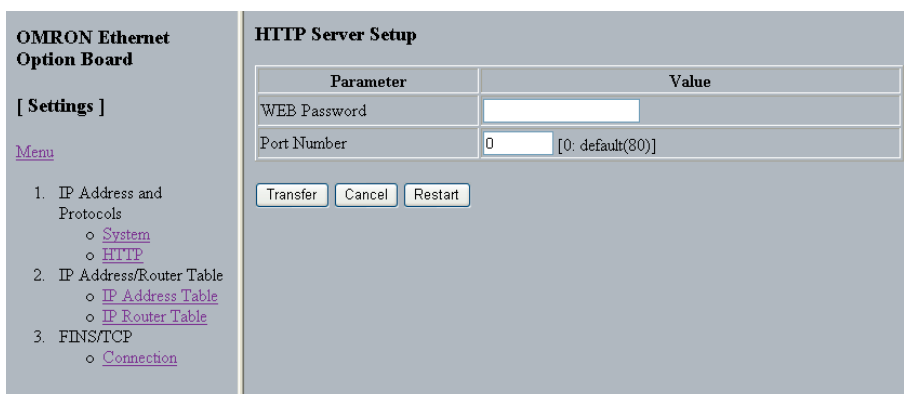 OMRON Ethernet
Option Board
[ Settings ]
Menu
1. IP Address and
Protocols
o System
o HTTP
2. IP Address/Router Table
o IP Address Table
o IP Router Table
3. FINS/TCP
o Connection
HTTP Server Setup
Parameter Value
WEB Password
Port Number 0 [0: default(80)]
Transfer Cancel Restart